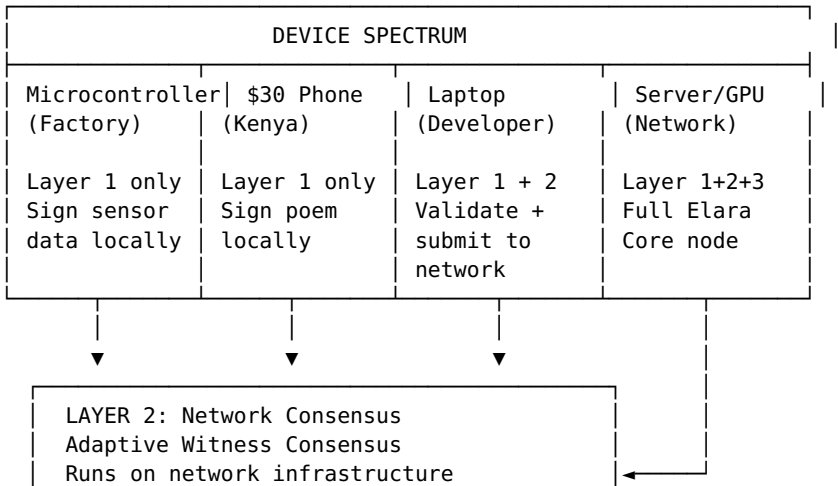 DEVICE SPECTRUM
Microcontroller $30 Phone Laptop Server/GPU
(Factory) (Kenya) (Developer) (Network)
Layer 1 only Layer 1 only Layer 1 + 2 Layer 1+2+3
Sign sensor Sign poem Validate + Full Elara
data locally locally submit to Core node
network
LAYER 2: Network Consensus
Adaptive Witness Consensus
Runs on network infrastructure